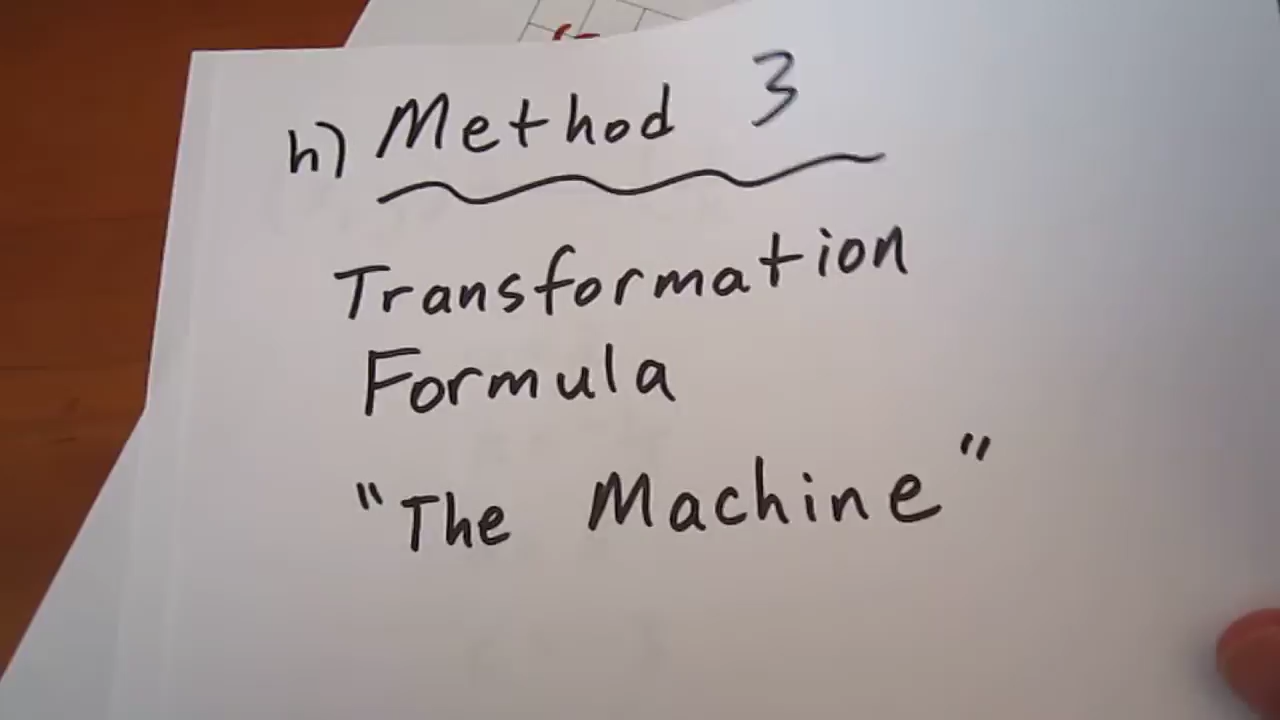 h) Method 3
Transformation
Formula
"The Machine"